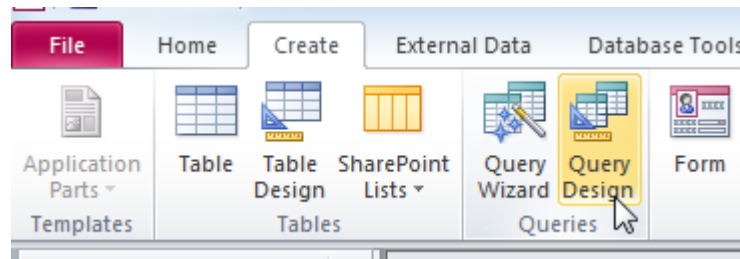 File Home Create External Data Database Tools
Application Parts
Table
Table Design
SharePoint Lists
Query Wizard
Query Design
Form
Templates
Tables
Queries